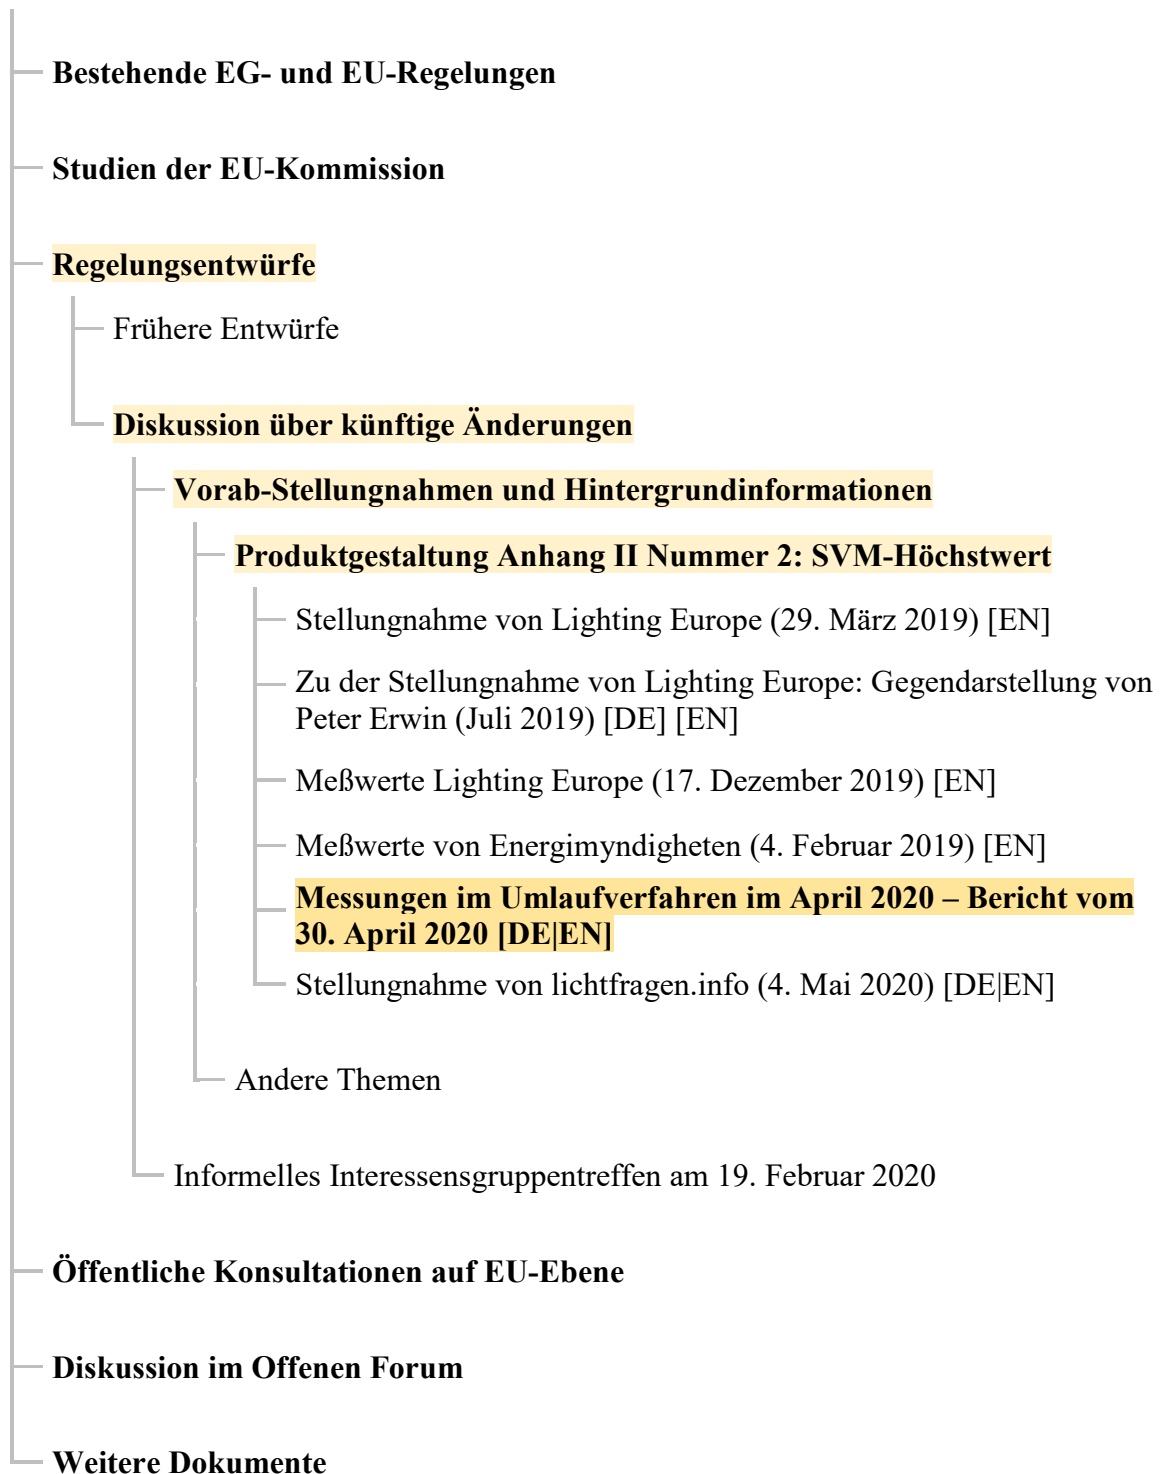 Bestehende EG- und EU-Regelungen
Studien der EU-Kommission
Regelungsentwürfe
Frühere Entwürfe
Diskussion über künftige Änderungen
Vorab-Stellungnahmen und Hintergrundinformationen
Produktgestaltung Anhang II Nummer 2: SVM-Höchstwert
Stellungnahme von Lighting Europe (29. März 2019) [EN]
Zu der Stellungnahme von Lighting Europe: Gegendarstellung von
Peter Erwin (Juli 2019) [DE] [EN]
Meßwerte Lighting Europe (17. Dezember 2019) [EN]
Meßwerte von Energimyndigheten (4. Februar 2019) [EN]
Messungen im Umlaufverfahren im April 2020 – Bericht vom
30. April 2020 [DE|EN]
Stellungnahme von lichtfragen.info (4. Mai 2020) [DE|EN]
Andere Themen
Informelles Interessensgruppentreffen am 19. Februar 2020
Öffentliche Konsultationen auf EU-Ebene
Diskussion im Offenen Forum
Weitere Dokumente